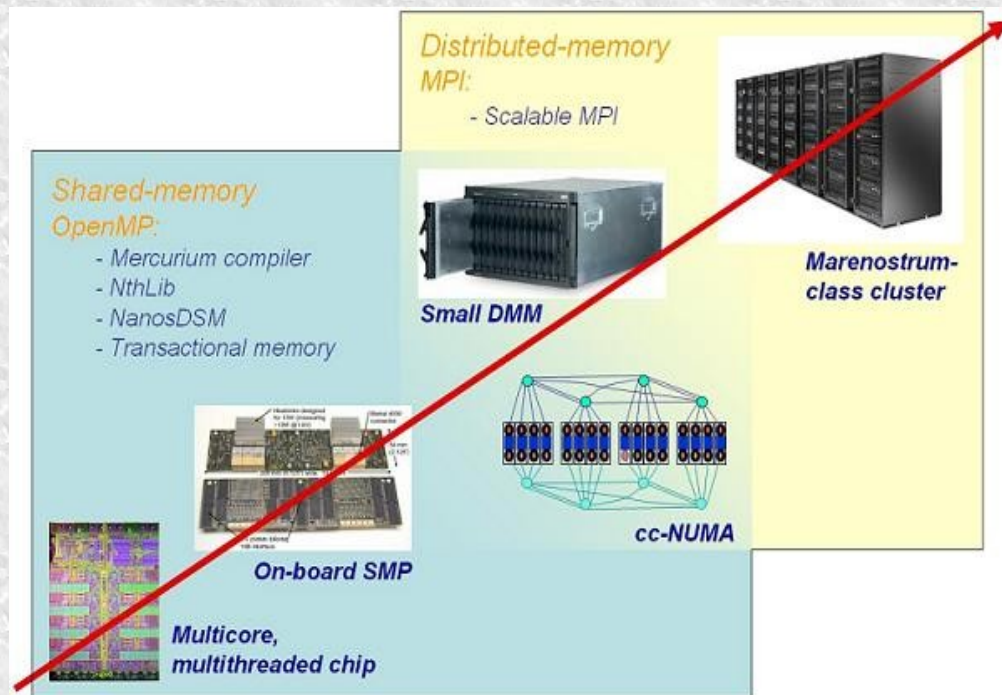 Distributed-memory
MPI:
- Scalable MPI
Shared-memory
OpenMP:
- Mercurium compiler
- NthLib
- NanosDSM
- Transactional memory
Small DMM
Marenostrum-
class cluster
cc-NUMA
On-board SMP
Multicore,
multithreaded chip